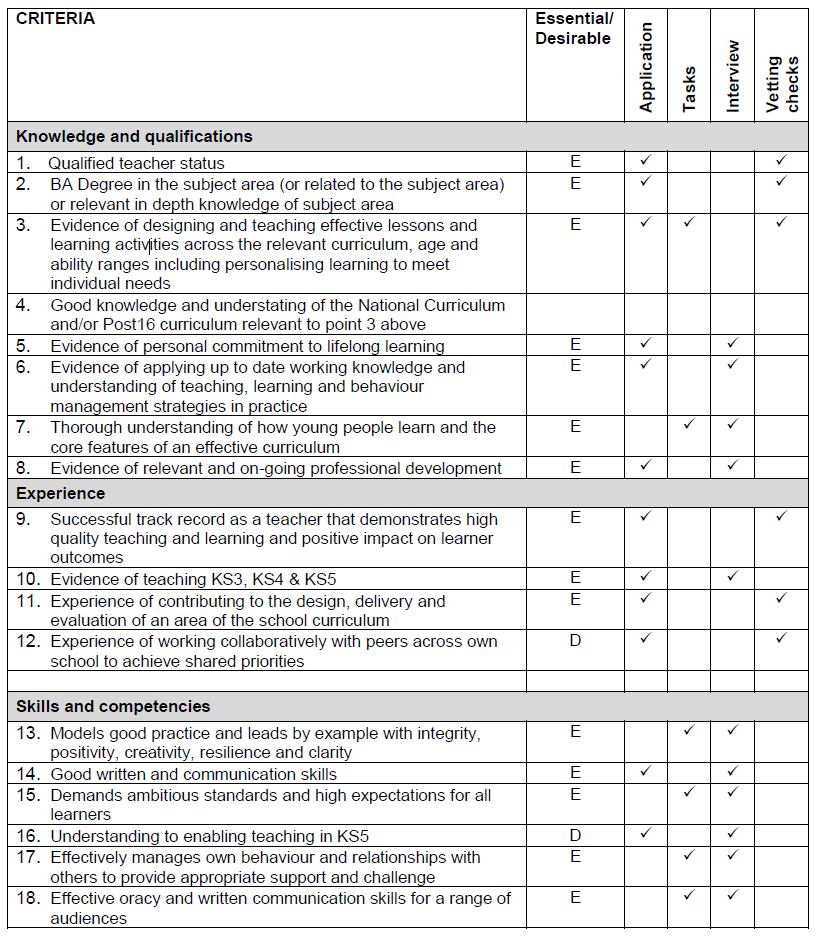 CRITERIA Essential/ Application Tasks Interview Vetting
Desirable checks
Knowledge and qualifications
1. Qualified teacher status E ✓ ✓
2. BA Degree in the subject area (or related to the subject area) E ✓ ✓
or relevant in depth knowledge of subject area
3. Evidence of designing and teaching effective lessons and E ✓ ✓ ✓
learning activities across the relevant curriculum, age and
ability ranges including personalising learning to meet
individual needs
4. Good knowledge and understating of the National Curriculum
and/or Post16 curriculum relevant to point 3 above
5. Evidence of personal commitment to lifelong learning E ✓ ✓
6. Evidence of applying up to date working knowledge and E ✓ ✓
understanding of teaching, learning and behaviour
management strategies in practice
7. Thorough understanding of how young people learn and the E ✓ ✓
core features of an effective curriculum
8. Evidence of relevant and on-going professional development E ✓ ✓
Experience
9. Successful track record as a teacher that demonstrates high E ✓ ✓
quality teaching and learning and positive impact on learner
outcomes
10. Evidence of teaching KS3, KS4 & KS5 E ✓ ✓
11. Experience of contributing to the design, delivery and E ✓ ✓
evaluation of an area of the school curriculum
12. Experience of working collaboratively with peers across own D ✓ ✓
school to achieve shared priorities
Skills and competencies
13. Models good practice and leads by example with integrity, E ✓ ✓
positivity, creativity, resilience and clarity
14. Good written and communication skills E ✓ ✓
15. Demands ambitious standards and high expectations for all E ✓ ✓
learners
16. Understanding to enabling teaching in KS5 D ✓ ✓
17. Effectively manages own behaviour and relationships with E ✓ ✓
others to provide appropriate support and challenge
18. Effective oracy and written communication skills for a range of E ✓ ✓
audiences